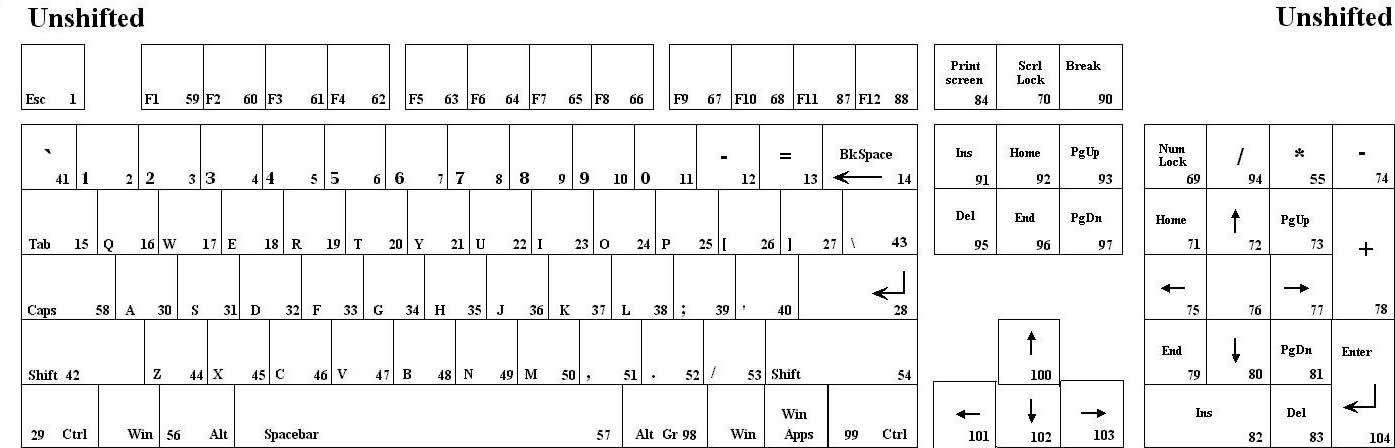 Unshifted Unshifted
Esc 1 F1 59 F2 60 F3 61 F4 62 F5 63 F6 64 F7 65 F8 66 F9 67 F10 68 F11 87 F12 88 Print screen 84 Scrl Lock 70 Break 90
` 41 1 2 2 3 3 4 4 5 5 6 6 7 7 8 8 9 9 10 0 11 - 12 = 13 BkSpace ← 14 Ins 91 Home 92 PgUp 93 Num Lock 69 / 94 * 55 - 74
Tab 15 Q 16 W 17 E 18 R 19 T 20 Y 21 U 22 I 23 O 24 P 25 [ 26 ] 27 \ 43 Del 95 End 96 PgDn 97 Home 71 ↑ 72 PgUp 73 + 78
Caps 58 A 30 S 31 D 32 F 33 G 34 H 35 J 36 K 37 L 38 ; 39 ' 40 ↵ 28 ← 75 76 → 77
Shift 42 Z 44 X 45 C 46 V 47 B 48 N 49 M 50 , 51 . 52 / 53 Shift 54 ↑ 100 End 79 ↓ 80 PgDn 81 Enter ↵ 104
29 Ctrl Win 56 Alt Spacebar 57 Alt Gr 98 Win Win Apps 99 Ctrl ← 101 ↓ 102 → 103 Ins 82 Del 83